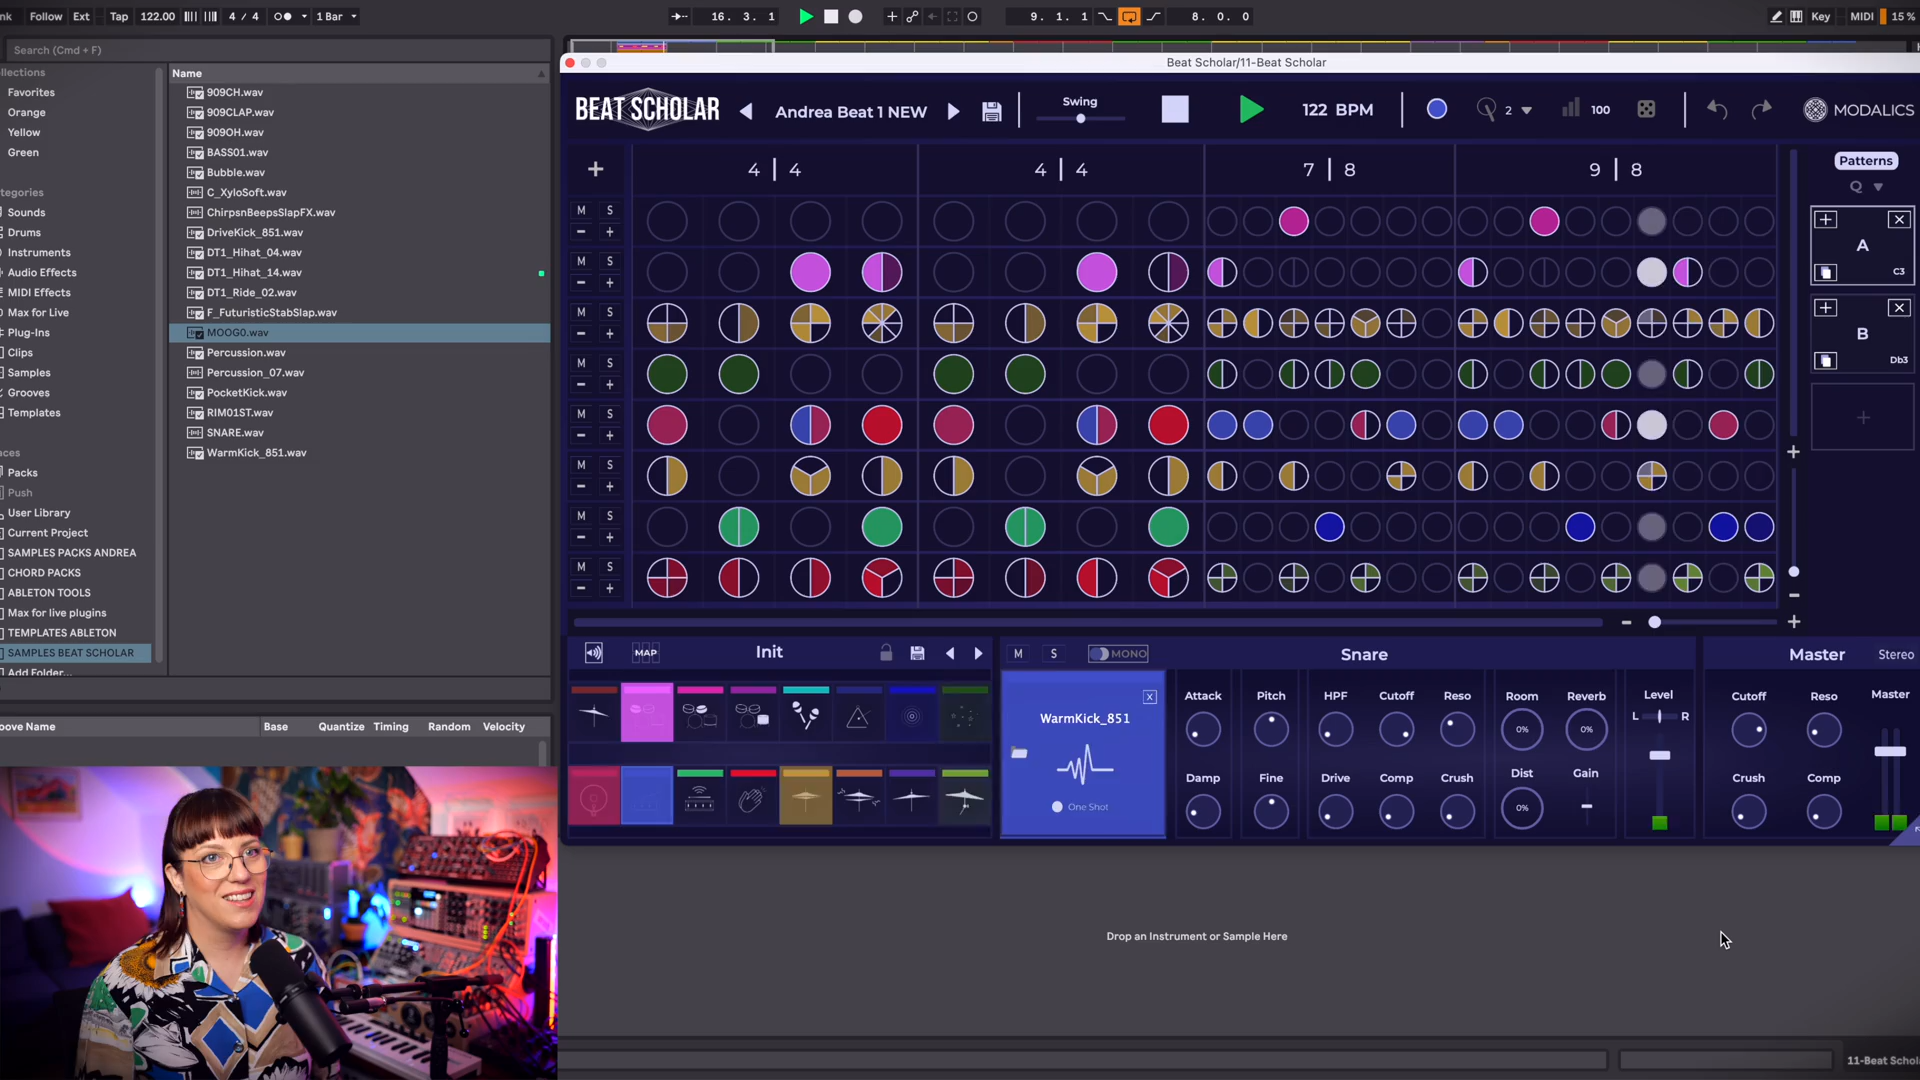 nk Follow Ext Tap 122.00 4 / 4 1 Bar 16. 3. 1 9. 1. 1 8. 0. 0 Key MIDI 15 %
Search (Cmd + F)
Beat Scholar/11-Beat Scholar
llections
Favorites
Orange
Yellow
Green
tegories
Sounds
Drums
Instruments
Audio Effects
MIDI Effects
Max for Live
Plug-Ins
Clips
Samples
Grooves
Templates
aces
Packs
Push
User Library
Current Project
SAMPLES PACKS ANDREA
CHORD PACKS
ABLETON TOOLS
Max for live plugins
TEMPLATES ABLETON
SAMPLES BEAT SCHOLAR
Add Folder...
Name
909CH.wav
909CLAP.wav
909OH.wav
BASS01.wav
Bubble.wav
C_XyloSoft.wav
ChirpsnBeepsSlapFX.wav
DriveKick_851.wav
DT1_Hihat_04.wav
DT1_Hihat_14.wav
DT1_Ride_02.wav
F_FuturisticStabSlap.wav
MOOG0.wav
Percussion.wav
Percussion_07.wav
PocketKick.wav
RIM01ST.wav
SNARE.wav
WarmKick_851.wav
oove Name Base Quantize Timing Random Velocity
BEAT SCHOLAR Andrea Beat 1 NEW Swing 122 BPM 2 100 MODALICS
+ 4 | 4 4 | 4 7 | 8 9 | 8
M S
- +
M S
- +
M S
- +
M S
- +
M S
- +
M S
- +
M S
- +
M S
- +
Patterns
Q
A
C3
B
Db3
+
MAP Init
M S MONO Snare
WarmKick_851
One Shot
Attack Pitch HPF Cutoff Reso Room Reverb Level
0% 0% L R
Damp Fine Drive Comp Crush Dist Gain
0%
Master Stereo
Cutoff Reso Master
Crush Comp
Drop an Instrument or Sample Here
11-Beat Schol